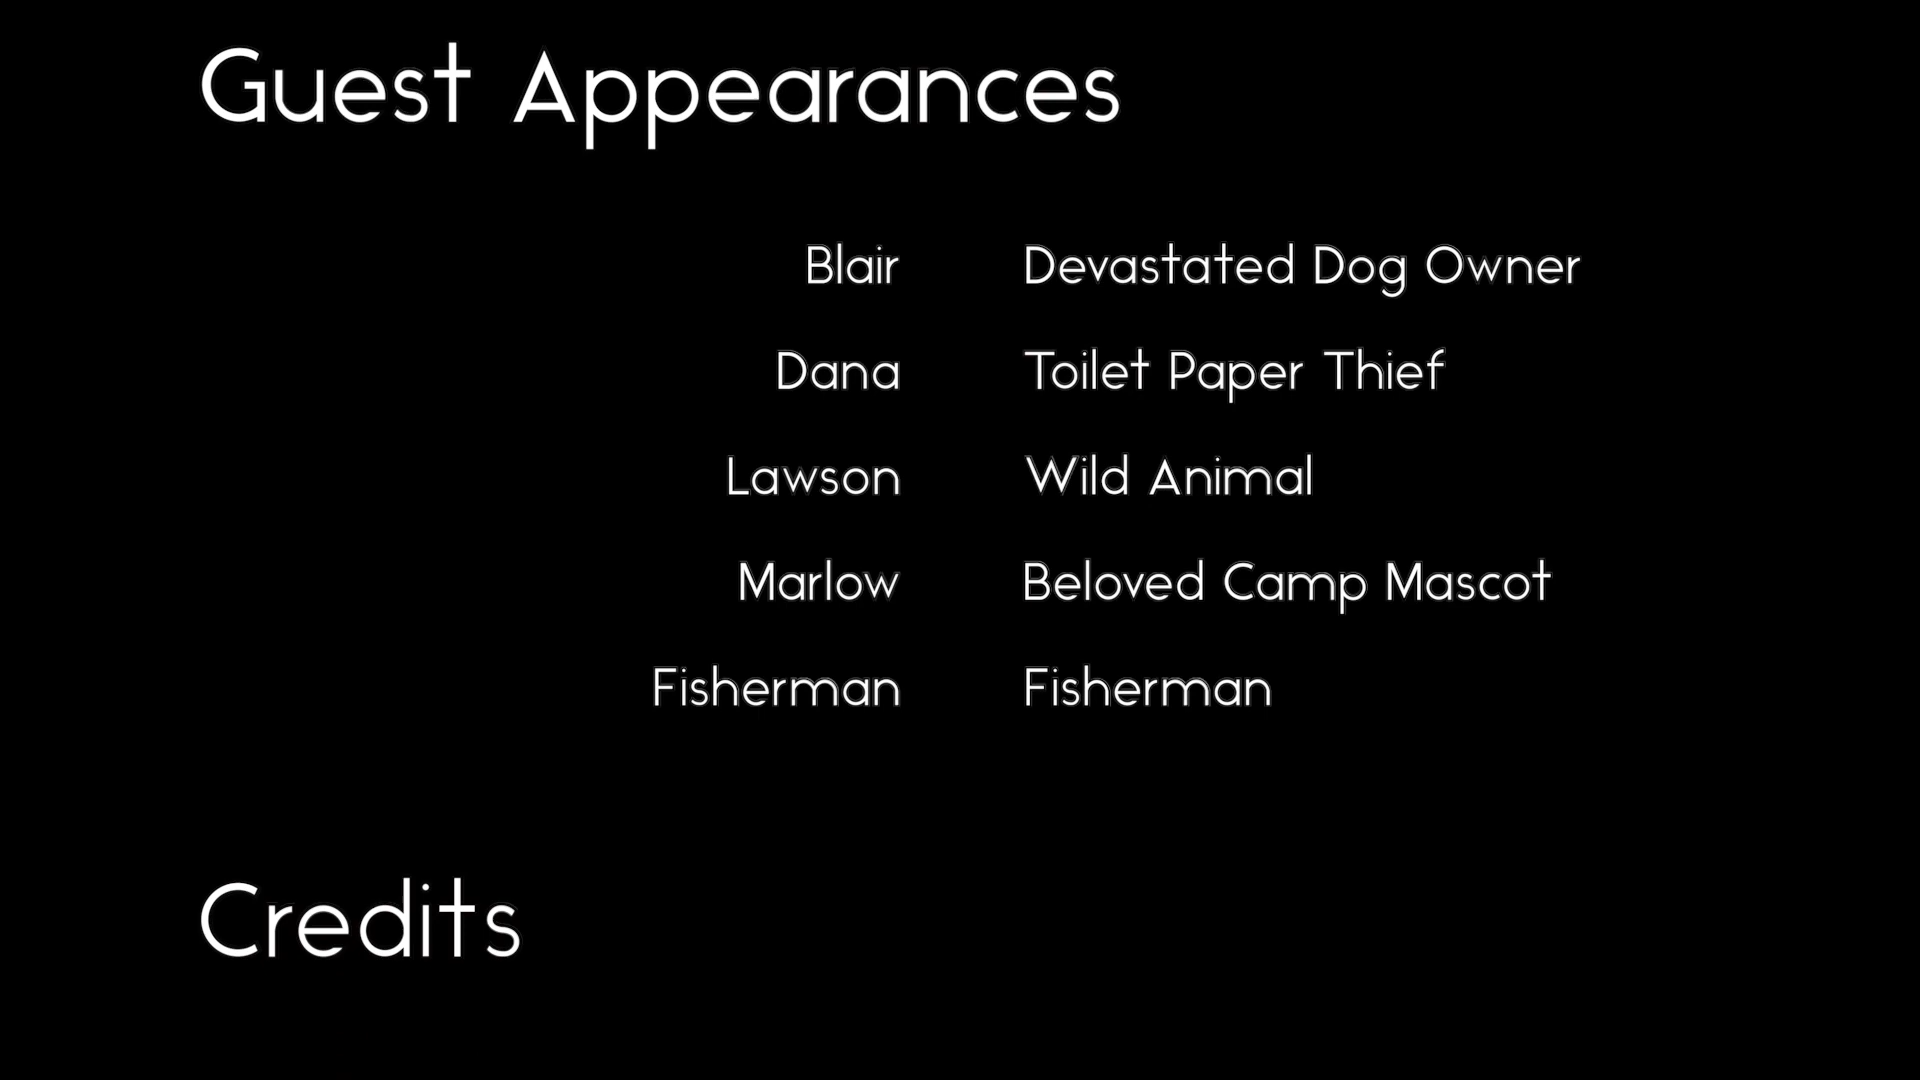 Guest Appearances
Blair Devastated Dog Owner
Dana Toilet Paper Thief
Lawson Wild Animal
Marlow Beloved Camp Mascot
Fisherman Fisherman
Credits